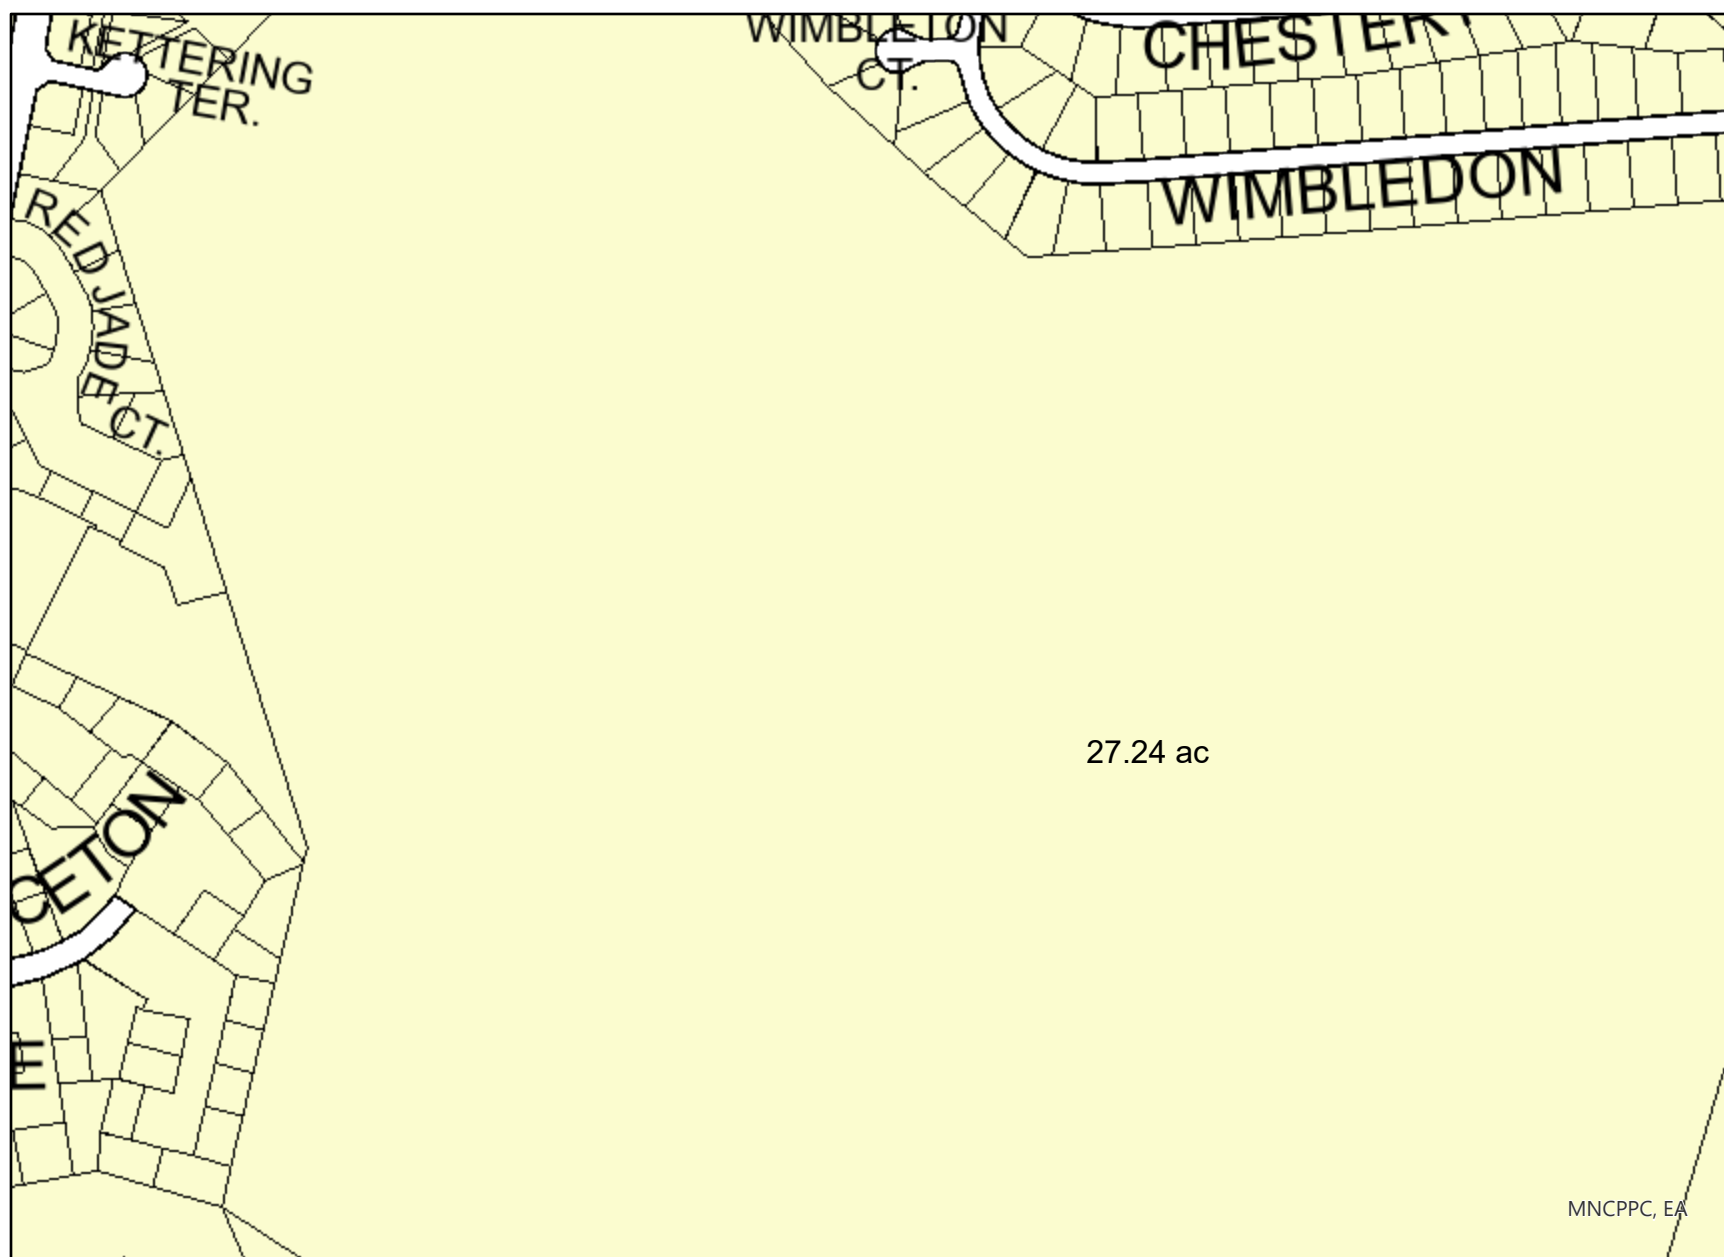 KETTERING
TER.
WIMBLETON
CT.
CHESTER
WIMBLEDON
RED JADE
CT.
27.24 ac
CETON
E
MNCPPC, EA